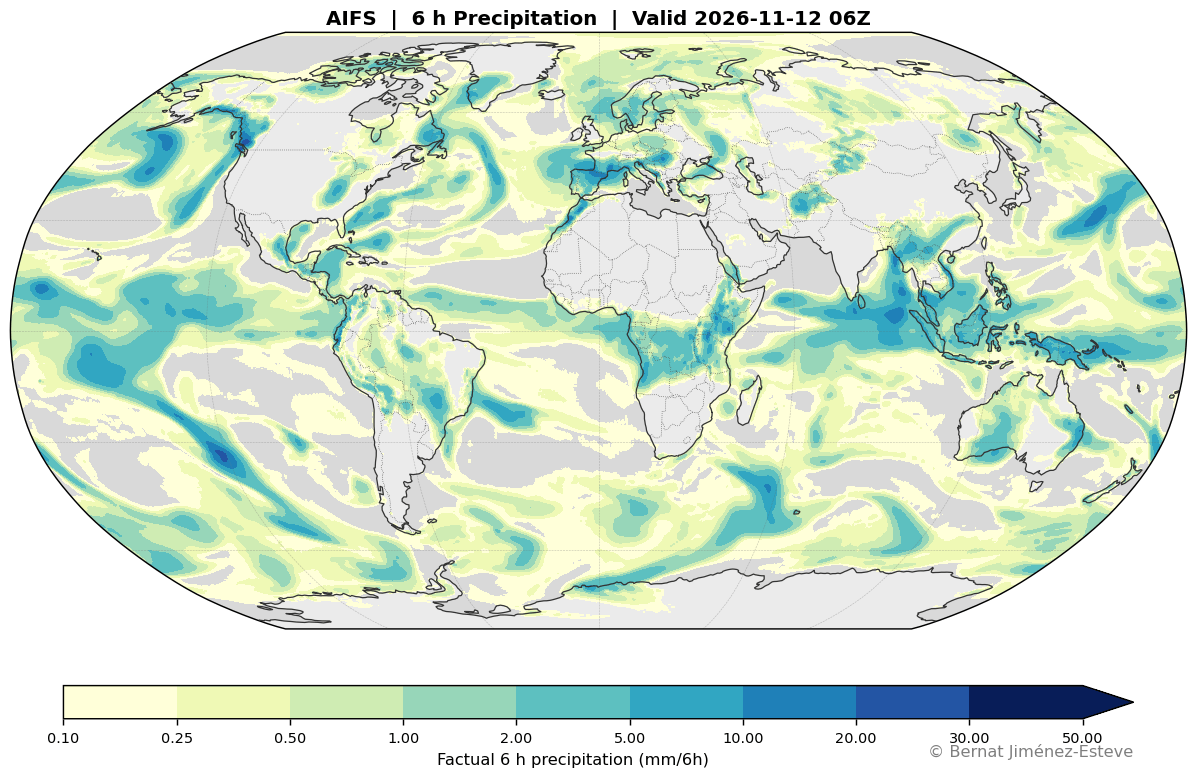 AIFS | 6 h Precipitation | Valid 2026-11-12 06Z
0.10 0.25 0.50 1.00 2.00 5.00 10.00 20.00 30.00 50.00
Factual 6 h precipitation (mm/6h)
© Bernat Jiménez-Esteve